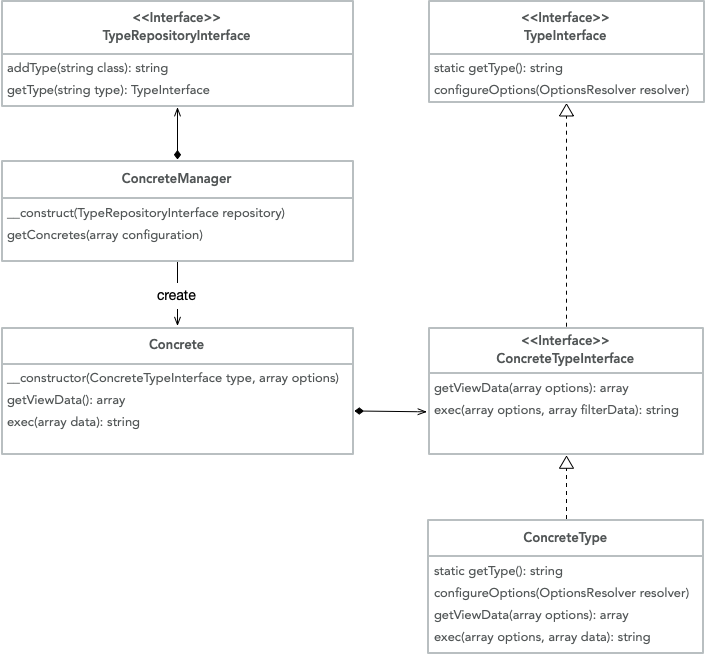 <<Interface>>
TypeRepositoryInterface
addType(string class): string
getType(string type): TypeInterface
<<Interface>>
TypeInterface
static getType(): string
configureOptions(OptionsResolver resolver)
ConcreteManager
__construct(TypeRepositoryInterface repository)
getConcretes(array configuration)
create
Concrete
__constructor(ConcreteTypeInterface type, array options)
getViewData(): array
exec(array data): string
<<Interface>>
ConcreteTypeInterface
getViewData(array options): array
exec(array options, array filterData): string
ConcreteType
static getType(): string
configureOptions(OptionsResolver resolver)
getViewData(array options): array
exec(array options, array data): string